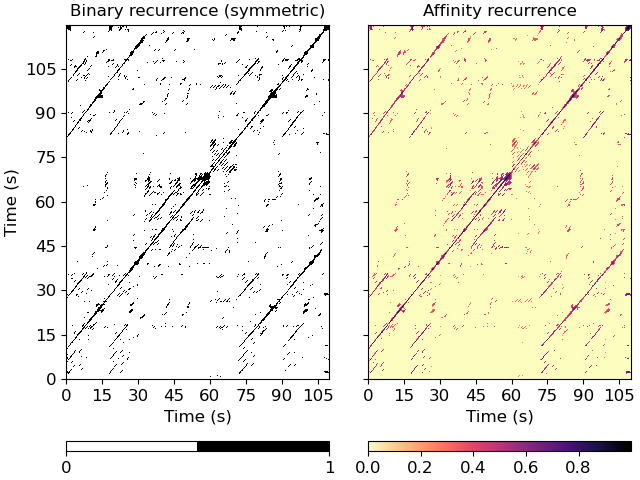 Binary recurrence (symmetric)
Affinity recurrence
105
90
75
60
45
30
15
0
Time (s)
0 15 30 45 60 75 90 105
0 15 30 45 60 75 90 105
Time (s)
Time (s)
0 1
0.0 0.2 0.4 0.6 0.8